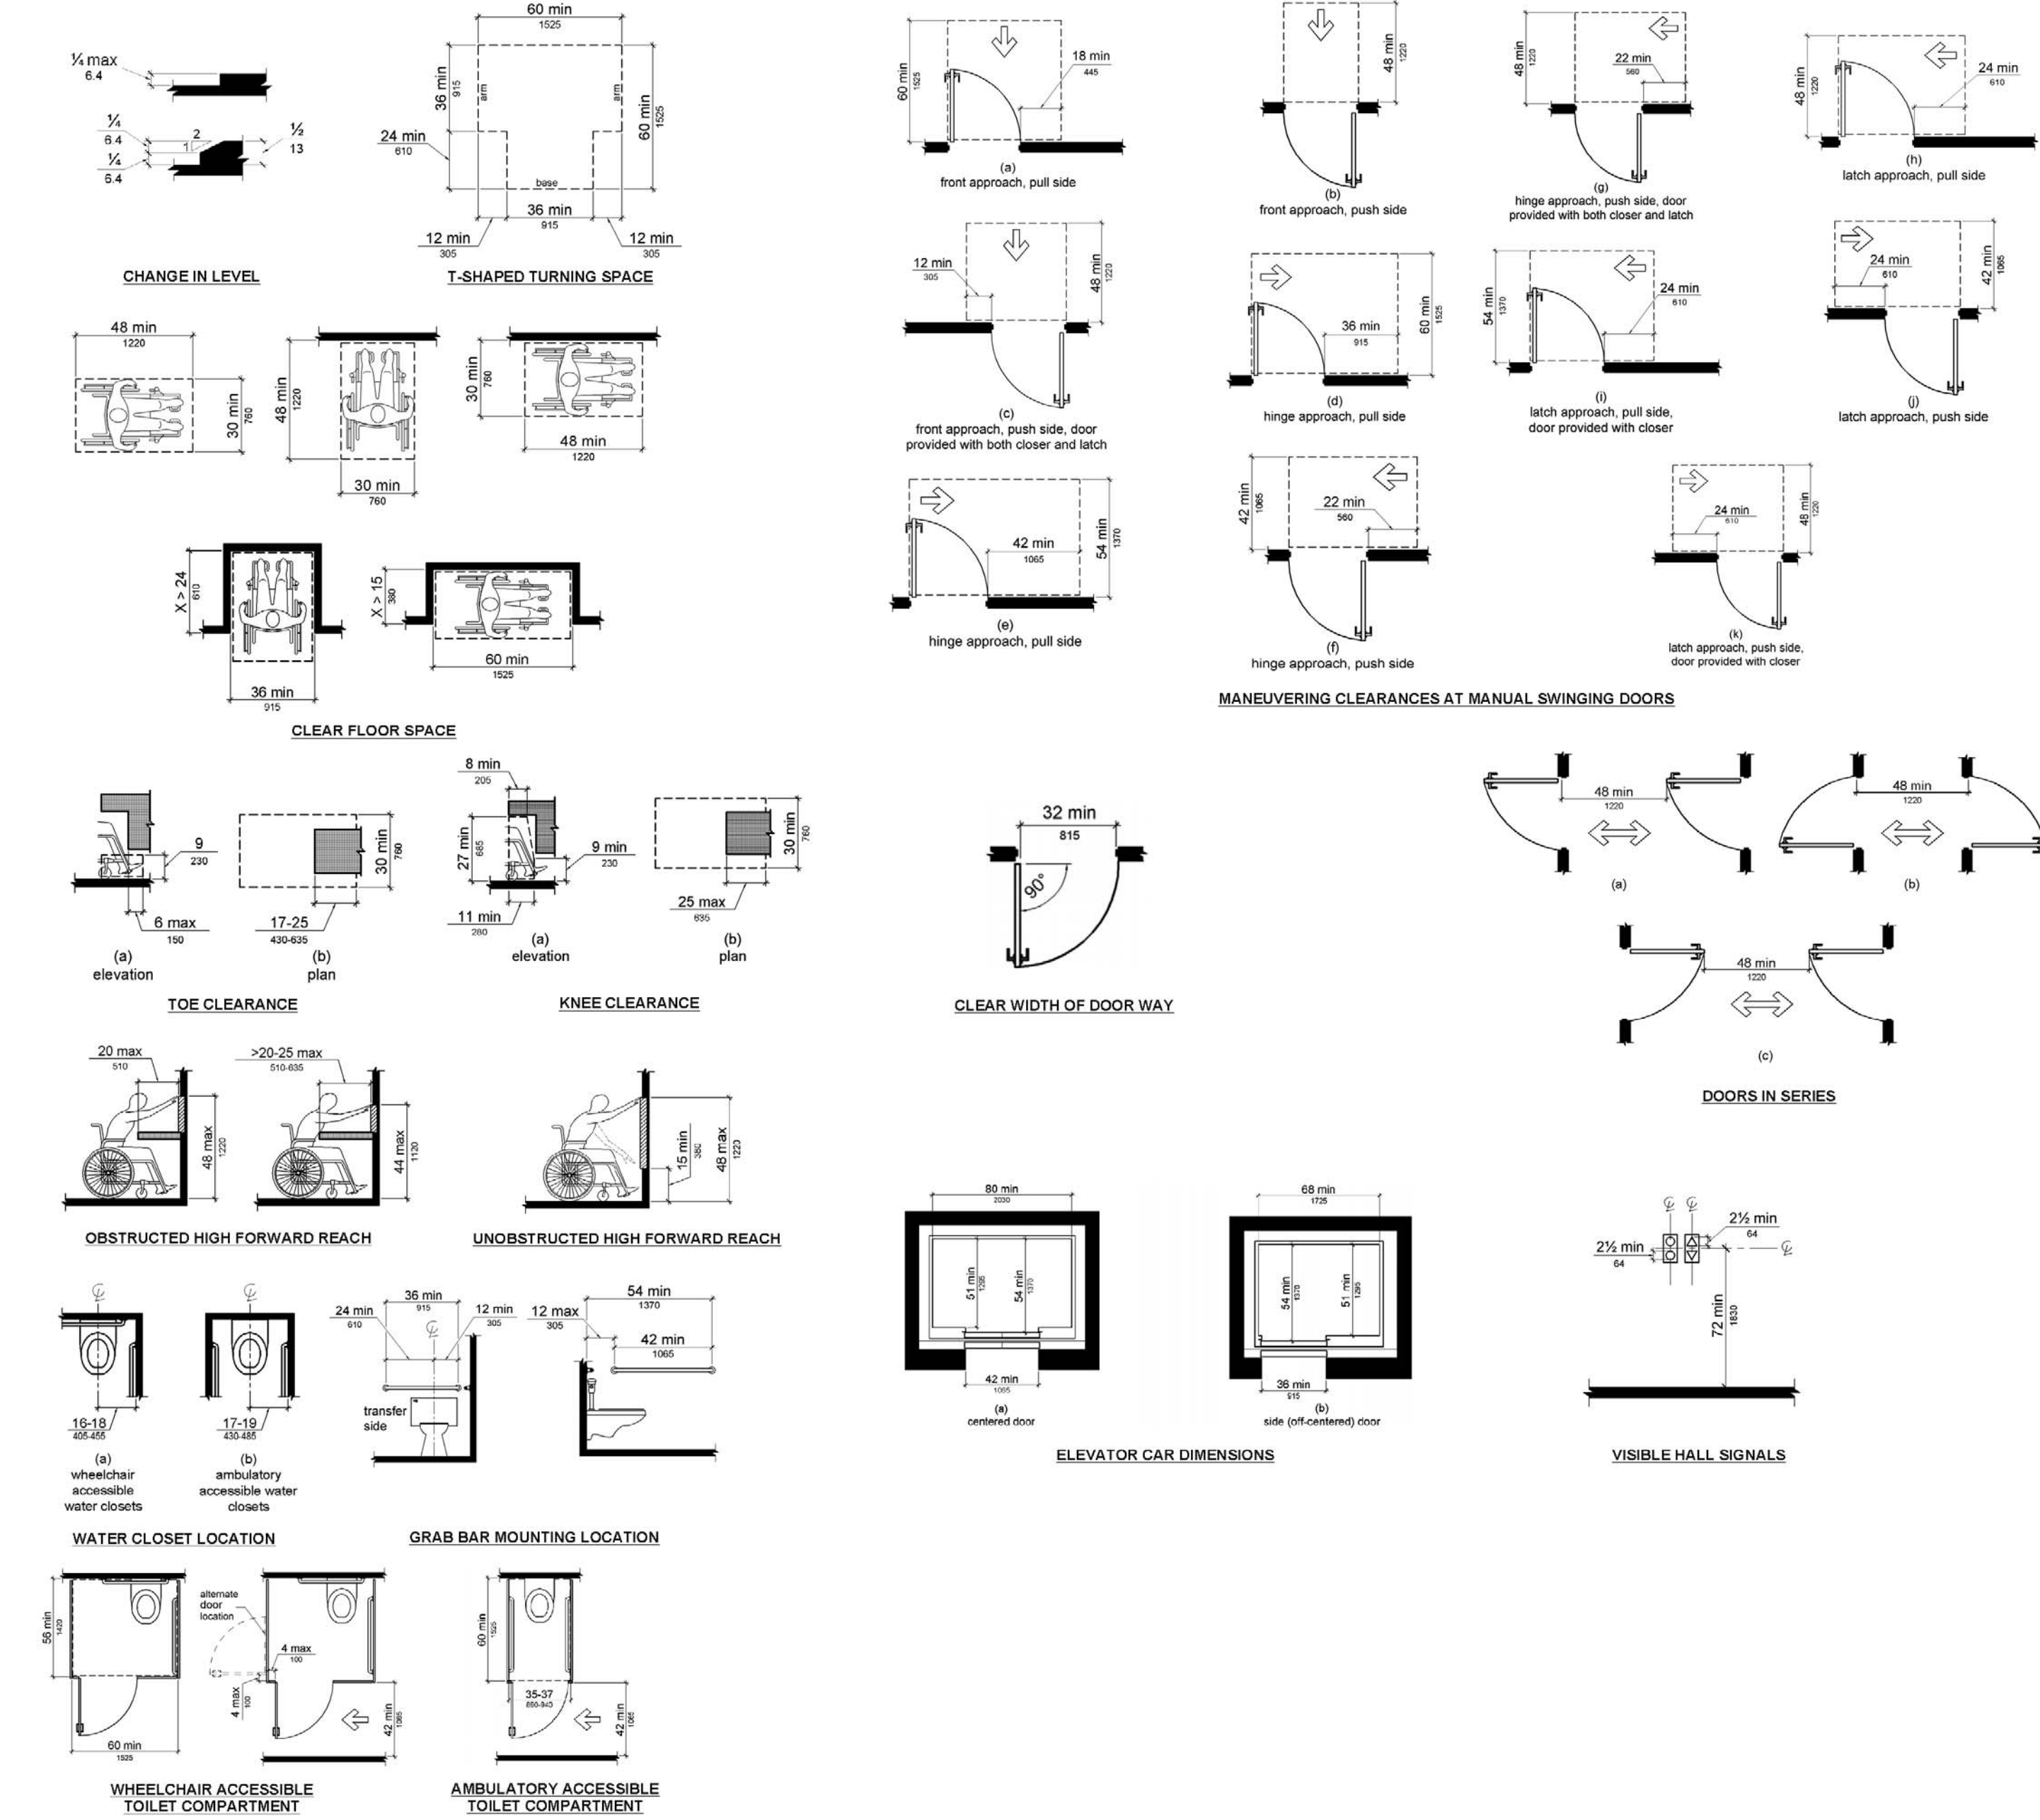 ¼ max
6.4
¼
6.4
¼
6.4
2
1
½
13
CHANGE IN LEVEL
60 min
1525
36 min
915
arm
arm
60 min
1525
24 min
610
base
36 min
915
12 min
305
12 min
305
T-SHAPED TURNING SPACE
48 min
1220
30 min
760
48 min
1220
30 min
760
30 min
760
48 min
1220
X > 24
610
36 min
915
X > 15
380
60 min
1525
CLEAR FLOOR SPACE
9
230
6 max
150
(a)
elevation
30 min
760
17-25
430-635
(b)
plan
TOE CLEARANCE
8 min
205
27 min
685
9 min
230
11 min
280
(a)
elevation
30 min
760
25 max
635
(b)
plan
KNEE CLEARANCE
20 max
510
48 max
1220
>20-25 max
510-635
44 max
1120
OBSTRUCTED HIGH FORWARD REACH
15 min
380
48 max
1220
UNOBSTRUCTED HIGH FORWARD REACH
℄
16-18
405-455
(a)
wheelchair
accessible
water closets
℄
17-19
430-485
(b)
ambulatory
accessible water
closets
WATER CLOSET LOCATION
36 min
915
24 min
610
12 min
305
℄
transfer
side
54 min
1370
12 max
305
42 min
1065
GRAB BAR MOUNTING LOCATION
56 min
1420
60 min
1525
alternate
door
location
4 max
100
4 max
100
42 min
1065
WHEELCHAIR ACCESSIBLE
TOILET COMPARTMENT
60 min
1525
35-37
890-940
42 min
1065
AMBULATORY ACCESSIBLE
TOILET COMPARTMENT
60 min
1525
18 min
445
(a)
front approach, pull side
48 min
1220
(b)
front approach, push side
48 min
1220
22 min
560
(g)
hinge approach, push side, door
provided with both closer and latch
48 min
1220
24 min
610
(h)
latch approach, pull side
12 min
305
48 min
1220
(c)
front approach, push side, door
provided with both closer and latch
36 min
915
60 min
1525
(d)
hinge approach, pull side
54 min
1370
24 min
610
(i)
latch approach, pull side,
door provided with closer
24 min
610
42 min
1065
(j)
latch approach, push side
42 min
1065
54 min
1370
(e)
hinge approach, pull side
42 min
1065
22 min
560
(f)
hinge approach, push side
24 min
610
48 min
1220
(k)
latch approach, push side,
door provided with closer
MANEUVERING CLEARANCES AT MANUAL SWINGING DOORS
32 min
815
90°
CLEAR WIDTH OF DOOR WAY
48 min
1220
(a)
48 min
1220
(b)
48 min
1220
(c)
DOORS IN SERIES
80 min
2030
51 min
1295
54 min
1370
42 min
1065
(a)
centered door
68 min
1725
54 min
1370
51 min
1295
36 min
915
(b)
side (off-centered) door
ELEVATOR CAR DIMENSIONS
℄
℄
2½ min
64
2½ min
64
℄
72 min
1830
VISIBLE HALL SIGNALS